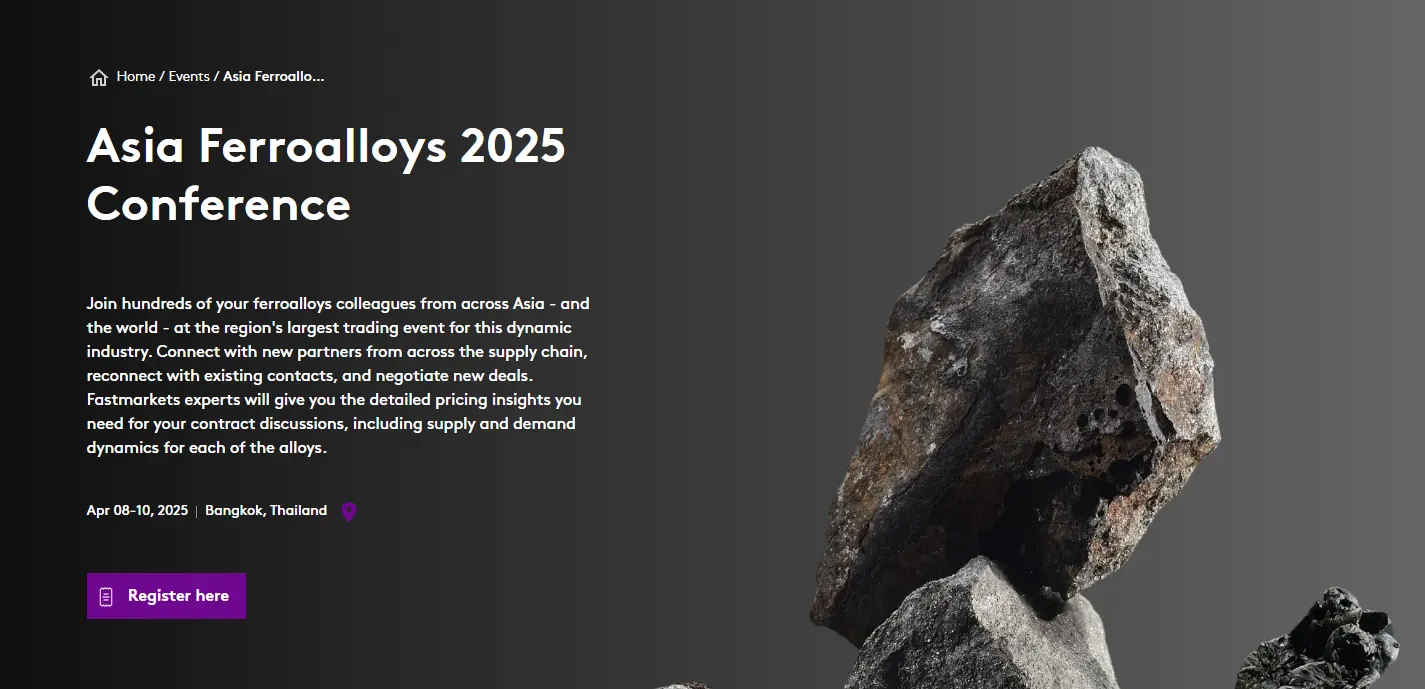 Home / Events / Asia Ferroallo...
Asia Ferroalloys 2025
Conference
Join hundreds of your ferroalloys colleagues from across Asia - and
the world - at the region's largest trading event for this dynamic
industry. Connect with new partners from across the supply chain,
reconnect with existing contacts, and negotiate new deals.
Fastmarkets experts will give you the detailed pricing insights you
need for your contract discussions, including supply and demand
dynamics for each of the alloys.
Apr 08-10, 2025 | Bangkok, Thailand
Register here